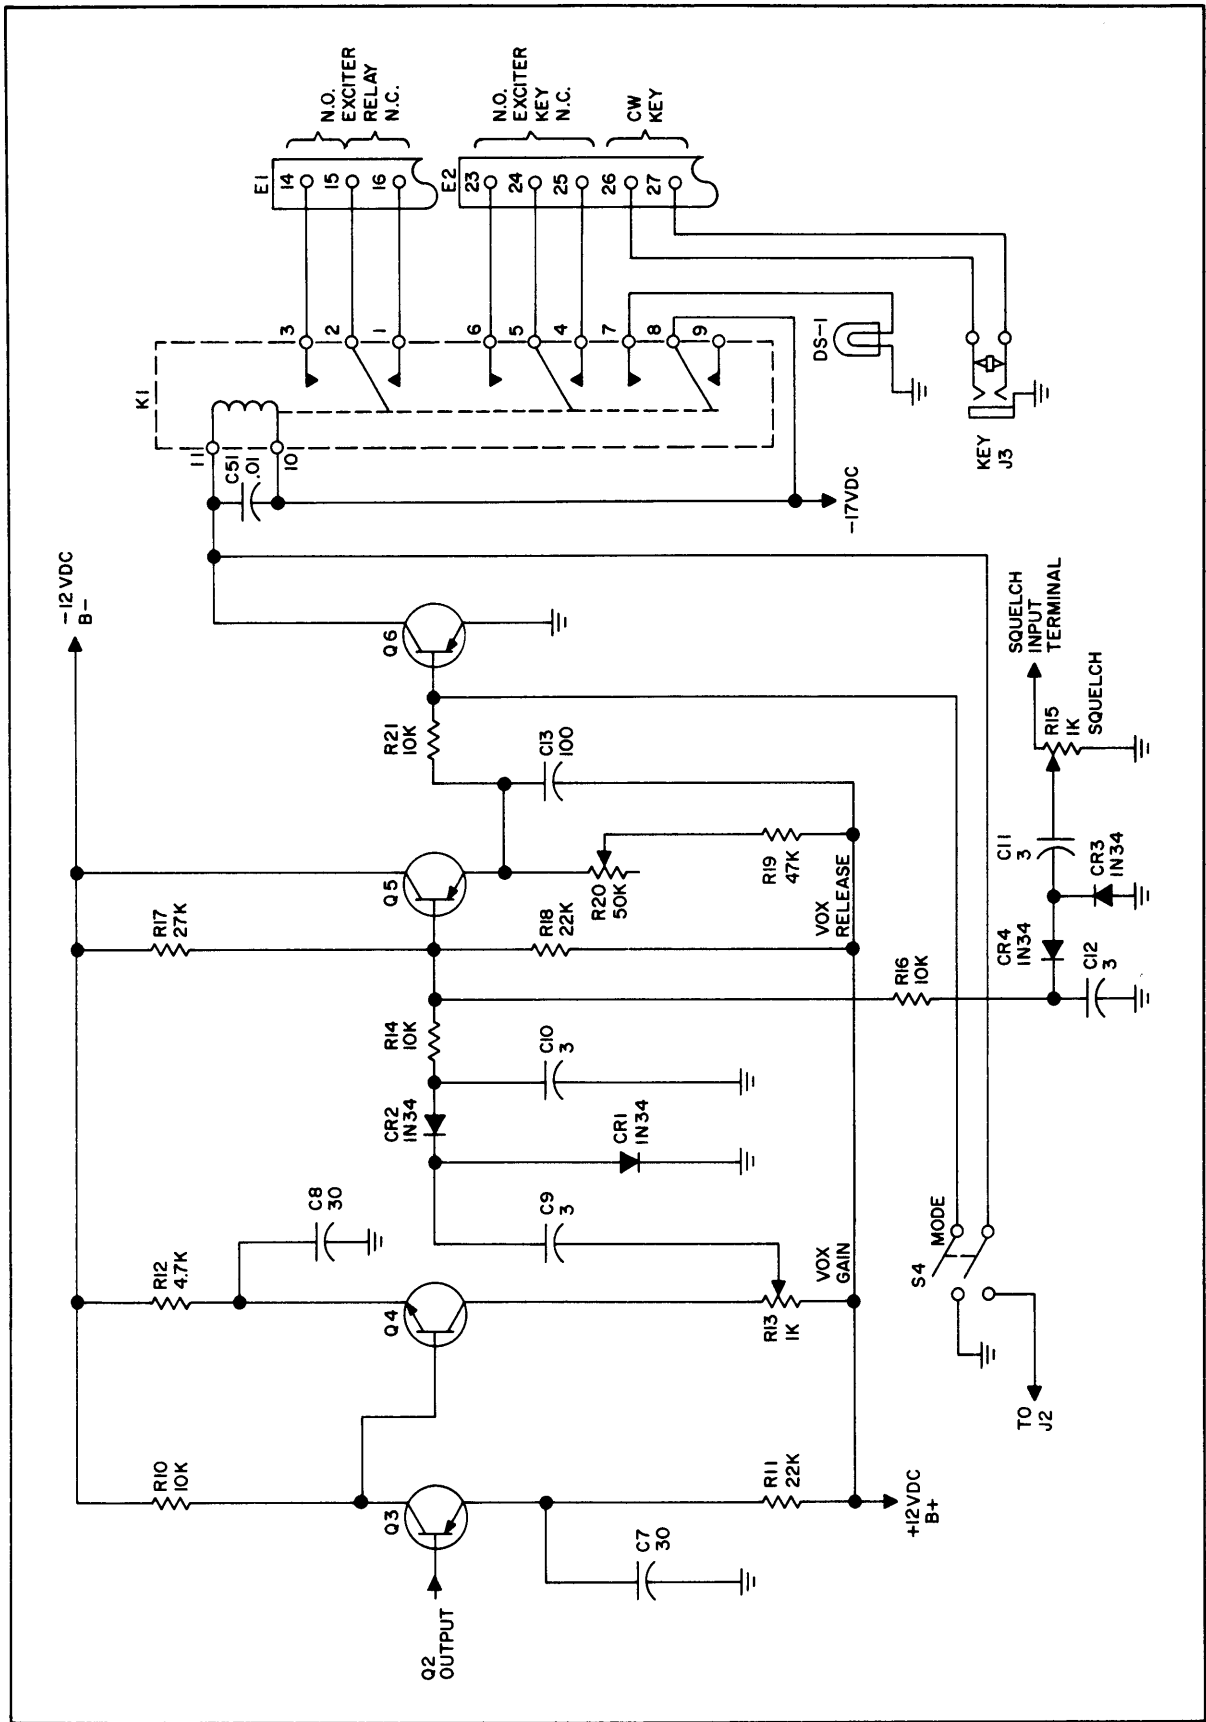 -12VDC
B-
+12VDC
B+
Q2
OUTPUT
Q3
R10
10K
R11
22K
C7
30
Q4
R12
4.7K
C8
30
R13
1K
VOX
GAIN
C9
3
CR1
1N34
CR2
1N34
C10
3
R14
10K
R17
27K
R18
22K
Q5
R20
50K
R19
47K
VOX
RELEASE
C13
100
R21
10K
Q6
R16
10K
CR4
1N34
C12
3
CR3
1N34
C11
3
R15
1K
SQUELCH
SQUELCH
INPUT
TERMINAL
S4
MODE
TO
J2
K1
11
10
C51
.01
-17VDC
3
2
1
6
5
4
7
8
9
DS-1
KEY
J3
E1
14
15
16
N.O.
EXCITER
RELAY
N.C.
E2
23
24
25
26
27
N.O.
EXCITER
KEY
N.C.
CW
KEY